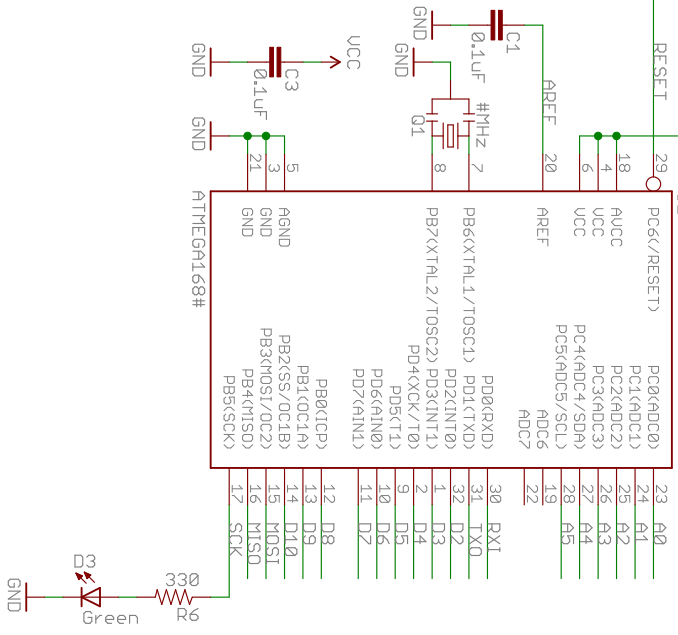 GND
C1
0.1uF
GND
VCC
GND
C3
0.1uF
AREF
RESET
#MHz
Q1
GND
21
3
5
8
7
20
6
4
18
29
ATMEGA168#
GND
GND
AGND
PB7(XTAL2/TOSC2)
PB6(XTAL1/TOSC1)
AREF
VCC
VCC
AVCC
PC6(/RESET)
PB5(SCK)
PB4(MISO)
PB3(MOSI/OC2)
PB2(SS/OC1B)
PB1(OC1A)
PB0(ICP)
PD7(AIN1)
PD6(AIN0)
PD5(T1)
PD4(XCK/T0)
PD3(INT1)
PD2(INT0)
PD1(TXD)
PD0(RXD)
ADC7
ADC6
PC5(ADC5/SCL)
PC4(ADC4/SDA)
PC3(ADC3)
PC2(ADC2)
PC1(ADC1)
PC0(ADC0)
17
16
15
14
13
12
11
10
9
2
1
32
31
30
22
19
28
27
26
25
24
23
SCK
MISO
MOSI
D10
D9
D8
D7
D6
D5
D4
D3
D2
TXO
RXI
A5
A4
A3
A2
A1
A0
D3
330
GND
Green
R6